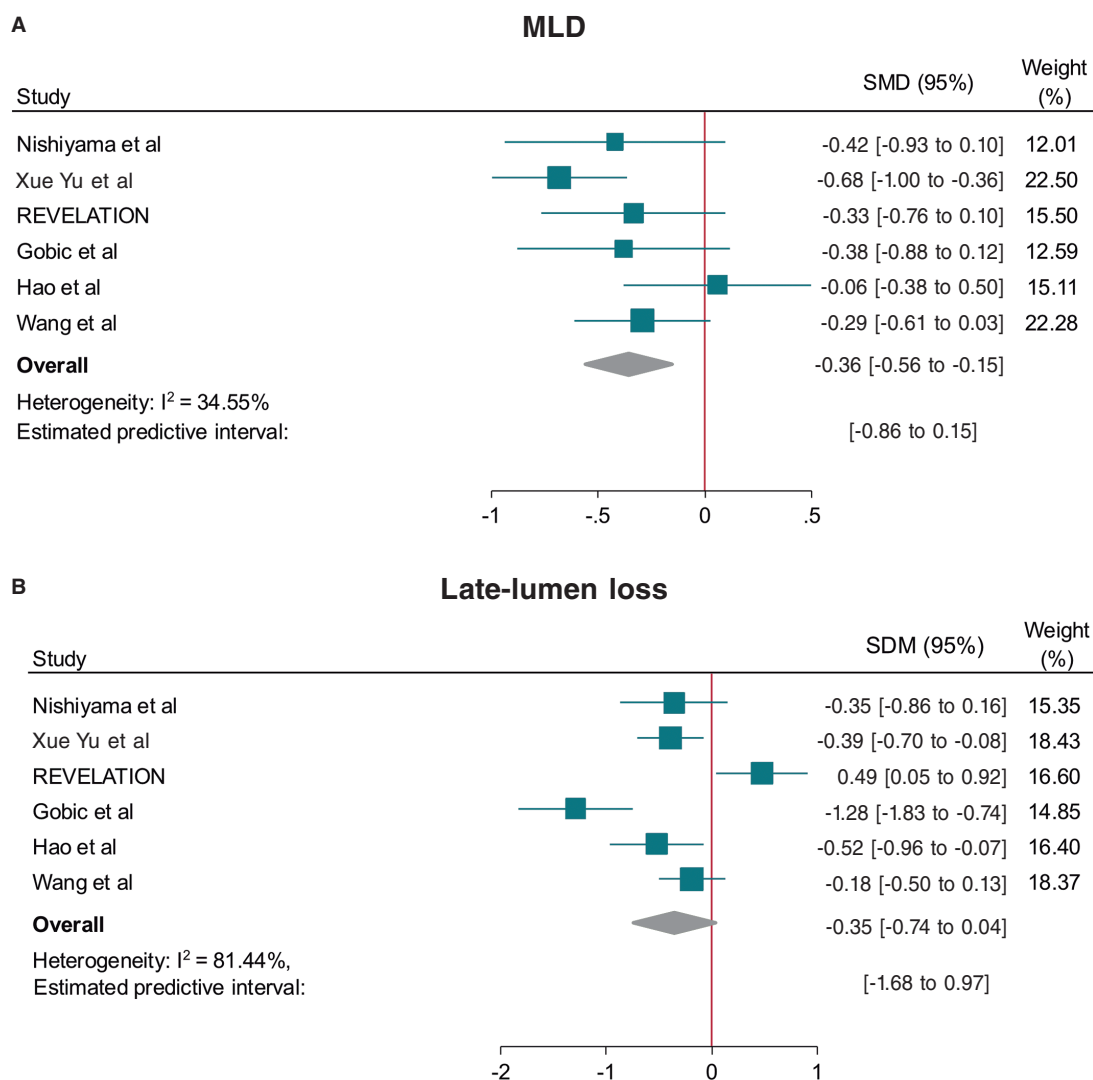 A
MLD
Study SMD (95%) Weight (%)
Nishiyama et al -0.42 [-0.93 to 0.10] 12.01
Xue Yu et al -0.68 [-1.00 to -0.36] 22.50
REVELATION -0.33 [-0.76 to 0.10] 15.50
Gobic et al -0.38 [-0.88 to 0.12] 12.59
Hao et al -0.06 [-0.38 to 0.50] 15.11
Wang et al -0.29 [-0.61 to 0.03] 22.28
Overall -0.36 [-0.56 to -0.15]
Heterogeneity: I² = 34.55%
Estimated predictive interval: [-0.86 to 0.15]
-1 -.5 0 .5
B
Late-lumen loss
Study SDM (95%) Weight (%)
Nishiyama et al -0.35 [-0.86 to 0.16] 15.35
Xue Yu et al -0.39 [-0.70 to -0.08] 18.43
REVELATION 0.49 [0.05 to 0.92] 16.60
Gobic et al -1.28 [-1.83 to -0.74] 14.85
Hao et al -0.52 [-0.96 to -0.07] 16.40
Wang et al -0.18 [-0.50 to 0.13] 18.37
Overall -0.35 [-0.74 to 0.04]
Heterogeneity: I² = 81.44%,
Estimated predictive interval: [-1.68 to 0.97]
-2 -1 0 1